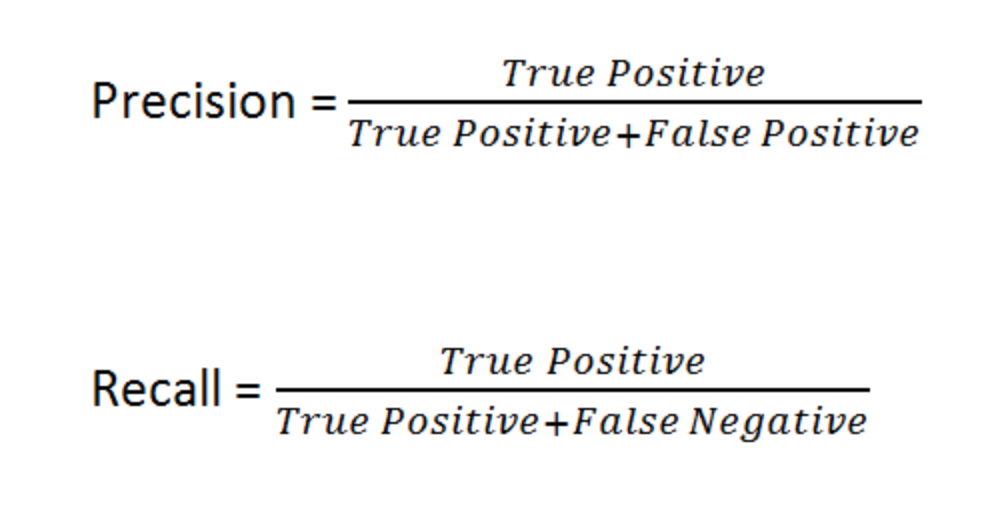 Precision = True Positive / True Positive+False Positive
Recall = True Positive / True Positive+False Negative